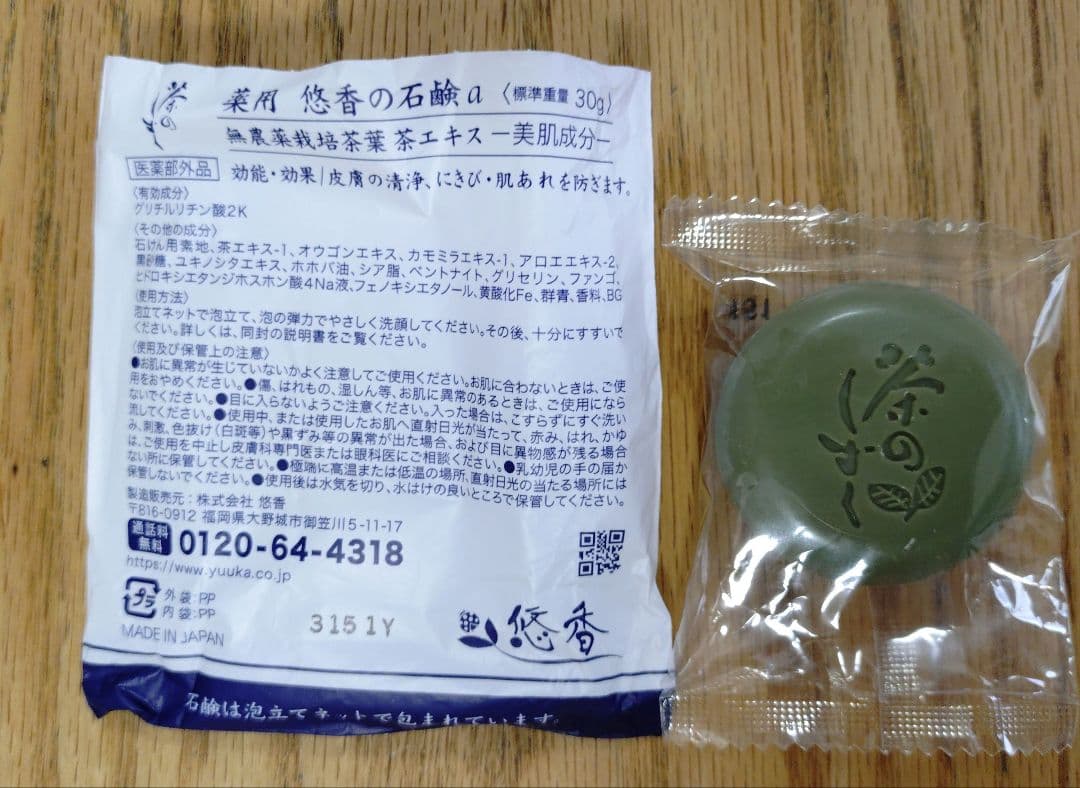 茶のしずく
薬用 悠香の石鹸a〈標準重量 30g〉
無農薬栽培茶葉 茶エキス ー美肌成分ー
医薬部外品 効能・効果/皮膚の清浄、にきび・肌あれを防ぎます。
〈有効成分〉
グリチルリチン酸2K
〈その他の成分〉
石けん用素地、茶エキス-1、オウゴンエキス、カモミラエキス-1、アロエエキス-2、
黒砂糖、ユキノシタエキス、ホホバ油、シア脂、ベントナイト、グリセリン、ファンゴ、
ヒドロキシエタンジホスホン酸4Na液、フェノキシエタノール、黄酸化Fe、群青、香料、BG
〈使用方法〉
泡立てネットで泡立て、泡の弾力でやさしく洗顔してください。その後、十分にすすいで
ください。詳しくは、同封の説明書をご覧ください。
〈使用及び保管上の注意〉
●お肌に異常が生じていないかよく注意してご使用ください。お肌に合わないときは、ご使
用をおやめください。●傷、はれもの、湿しん等、お肌に異常のあるときは、ご使用になら
ないでください。●目に入らないようご注意ください。入った場合は、こすらずにすぐ洗い
流してください。●使用中、または使用したお肌へ直射日光が当たって、赤み、はれ、かゆ
み、刺激、色抜け(白斑等)や黒ずみ等の異常が出た場合、および目に異物感が残る場合
は、ご使用を中止し皮膚科専門医または眼科医にご相談ください。●乳幼児の手の届か
ない所に保管してください。●極端に高温または低温の場所、直射日光の当たる場所には
保管しないでください。●使用後は水気を切り、水はけの良いところで保管してください。
製造販売元:株式会社 悠香
〒816-0912 福岡県大野城市御笠川5-11-17
通話料無料 0120-64-4318
https://www.yuuka.co.jp
プラ 外袋:PP
内袋:PP
MADE IN JAPAN
3151Y
悠香
石鹸は泡立てネットで包まれています。
茶のしずく